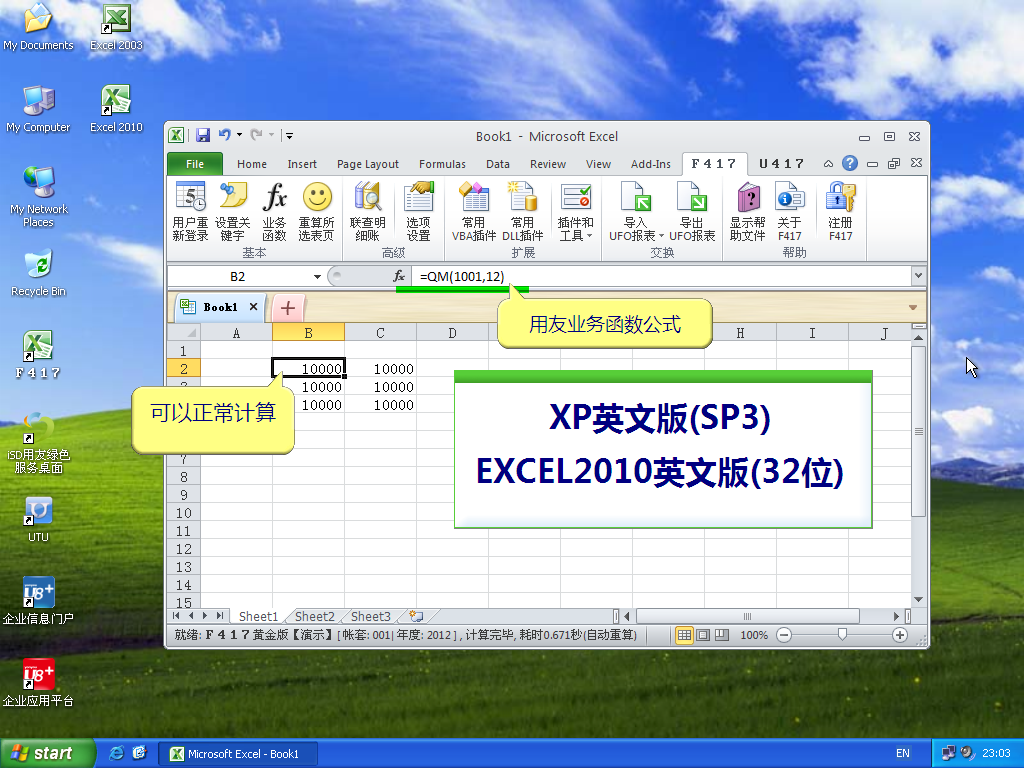 My Documents
Excel 2003
My Computer
Excel 2010
My Network
Places
Recycle Bin
F417
iSD用友绿色
服务桌面
UTU
企业信息门户
企业应用平台
Book1 - Microsoft Excel
File Home Insert Page Layout Formulas Data Review View Add-Ins F417 U417
用户重
新登录
设置关
键字
业务
函数
重算所
选表页
联查明
细账
选项
设置
常用
VBA插件
常用
DLL插件
插件和
工具
导入
UFO报表
导出
UFO报表
显示帮
助文件
关于
F417
注册
F417
基本 高级 扩展 交换 帮助
B2 fx =QM(1001,12)
Book1
用友业务函数公式
A B C D H I J
1
2 10000 10000
3 10000 10000
10000 10000
可以正常计算
XP英文版(SP3)
EXCEL2010英文版(32位)
7
8
9
10
11
12
13
14
15
Sheet1 Sheet2 Sheet3
就绪: F417黄金版【演示】[帐套: 001| 年度: 2012] , 计算完毕, 耗时0.671秒(自动重算) 100%
start Microsoft Excel - Book1 EN 23:03